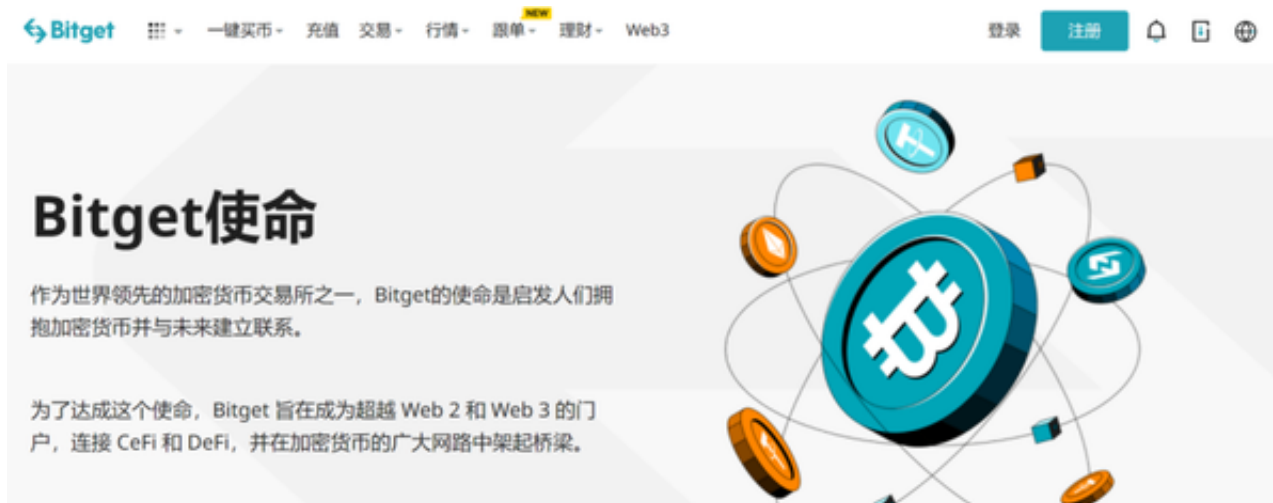 Bitget 一键买币 充值 交易 行情 跟单 NEW 理财 Web3 登录 注册
Bitget使命
作为世界领先的加密货币交易所之一，Bitget的使命是启发人们拥
抱加密货币并与未来建立联系。
为了达成这个使命，Bitget 旨在成为超越 Web 2 和 Web 3 的门
户，连接 CeFi 和 DeFi，并在加密货币的广大网路中架起桥梁。